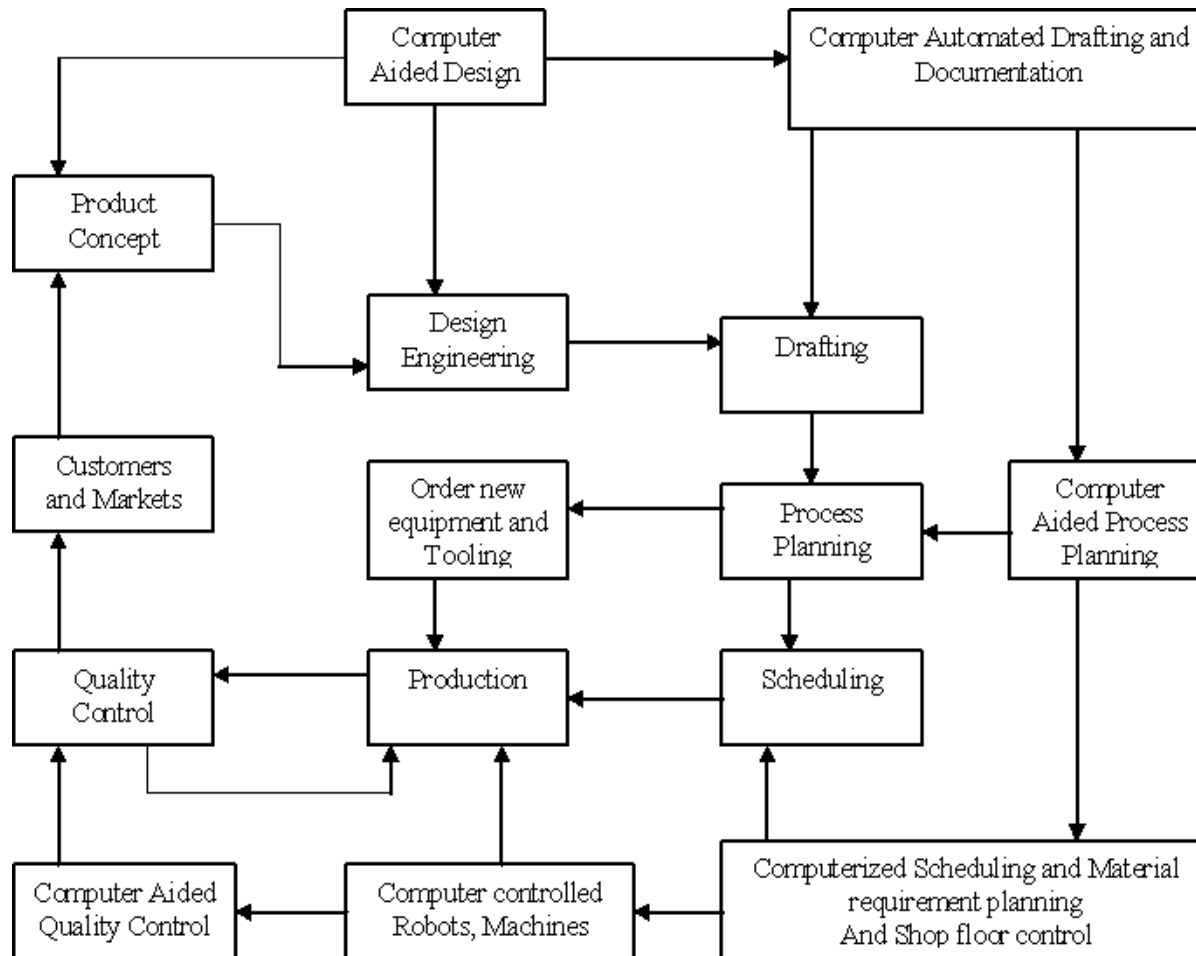 Computer
Aided Design
Computer Automated Drafting and
Documentation
Product
Concept
Design
Engineering
Drafting
Customers
and Markets
Order new
equipment and
Tooling
Process
Planning
Computer
Aided Process
Planning
Quality
Control
Production
Scheduling
Computer Aided
Quality Control
Computer controlled
Robots, Machines
Computerized Scheduling and Material
requirement planning
And Shop floor control